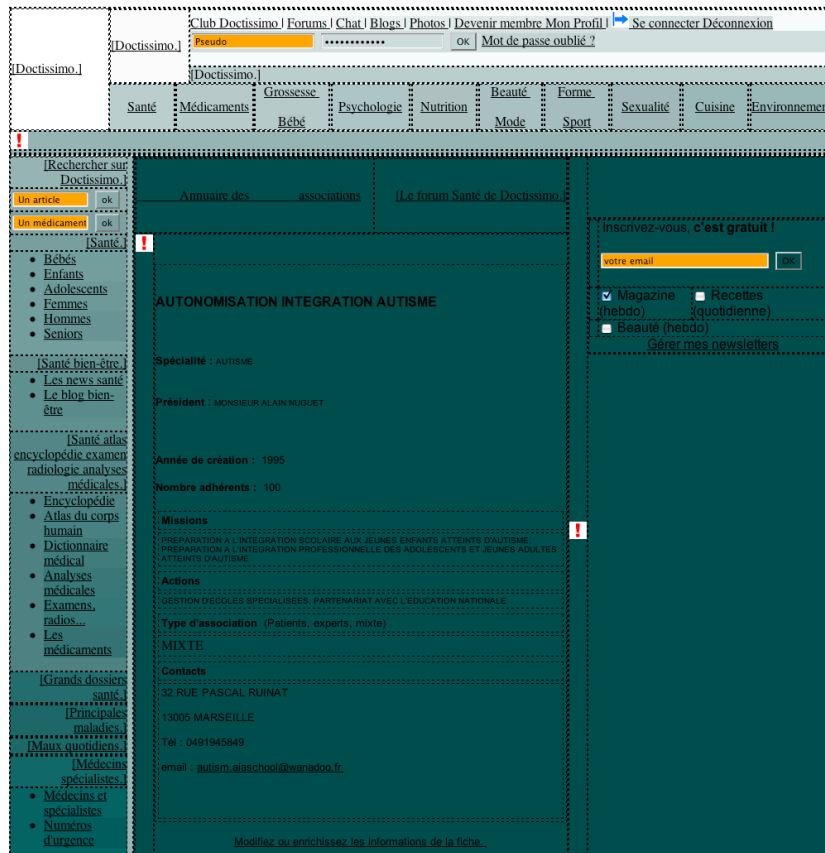 Club Doctissimo | Forums | Chat | Blogs | Photos | Devenir membre Mon Profil | Se connecter Déconnexion
[Doctissimo.]
[Doctissimo.]
Pseudo •••••••••••• OK Mot de passe oublié ?
[Doctissimo.]
Santé
Médicaments
Grossesse
Bébé
Psychologie
Nutrition
Beauté
Mode
Forme
Sport
Sexualité
Cuisine
Environnemen
[Rechercher sur
Doctissimo.]
Un article ok
Un médicament ok
[Santé.]
Bébés
Enfants
Adolescents
Femmes
Hommes
Seniors
[Santé bien-être.]
Les news santé
Le blog bien-
être
[Santé atlas
encyclopédie examen
radiologie analyses
médicales.]
Encyclopédie
Atlas du corps
humain
Dictionnaire
médical
Analyses
médicales
Examens,
radios...
Les
médicaments
[Grands dossiers
santé.]
[Principales
maladies.]
[Maux quotidiens.]
[Médecins
spécialistes.]
Médecins et
spécialistes
Numéros
d'urgence
Annuaire des associations
[Le forum Santé de Doctissimo.]
AUTONOMISATION INTEGRATION AUTISME
Spécialité : AUTISME
Président : MONSIEUR ALAIN NUGUET
Année de création : 1995
Nombre adhérents : 100
Missions
PREPARATION A L'INTEGRATION SCOLAIRE AUX JEUNES ENFANTS ATTEINTS D'AUTISME,
PREPARATION A L'INTEGRATION PROFESSIONNELLE DES ADOLESCENTS ET JEUNES ADULTES
ATTEINTS D'AUTISME
Actions
GESTION D'ECOLES SPECIALISEES, PARTENARIAT AVEC L'EDUCATION NATIONALE
Type d'association (Patients, experts, mixte)
MIXTE
Contacts
32 RUE PASCAL RUINAT
13005 MARSEILLE
Tél : 0491945849
email : autism.aiaschool@wanadoo.fr
Modifiez ou enrichissez les informations de la fiche.
Inscrivez-vous, c'est gratuit !
votre email OK
Magazine
(hebdo)
Recettes
(quotidienne)
Beauté (hebdo)
Gérer mes newsletters